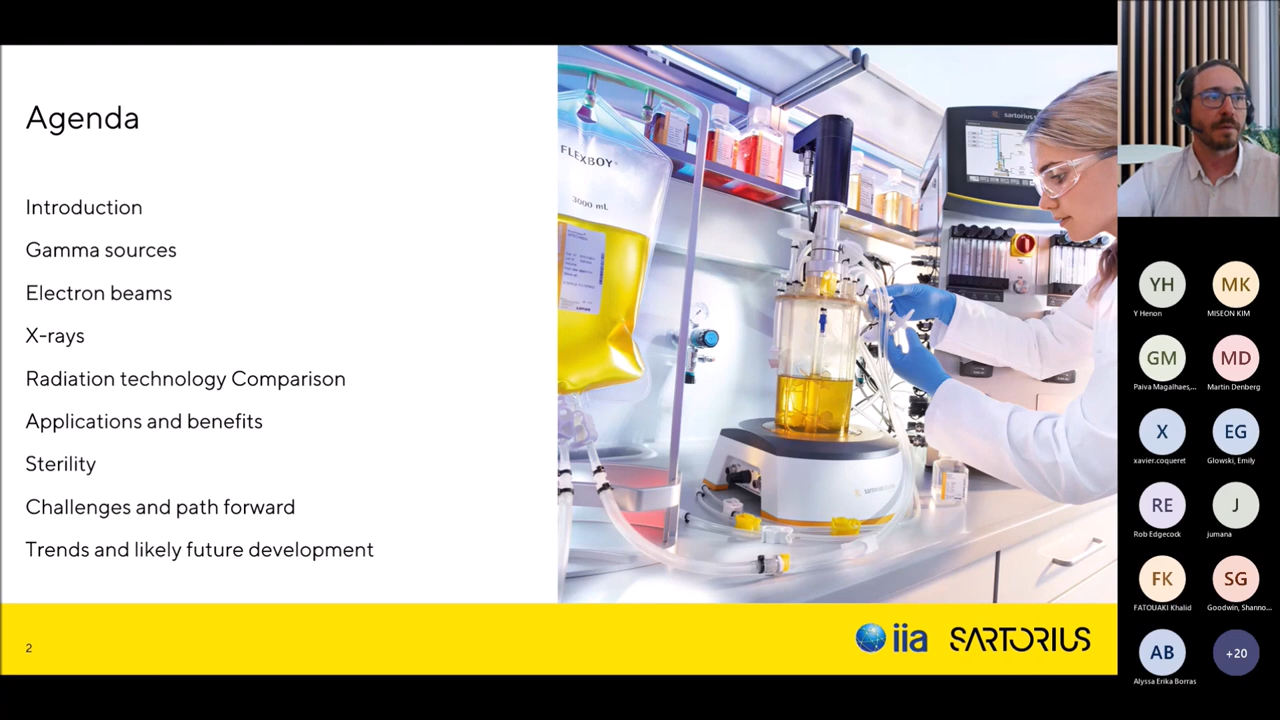 Agenda
Introduction
Gamma sources
Electron beams
X-rays
Radiation technology Comparison
Applications and benefits
Sterility
Challenges and path forward
Trends and likely future development
2
iia
SARTORIUS
FLEXBOY
3000 mL
sartorius
YH
Y Henon
MK
MISEON KIM
GM
Paiva Magalhaes,...
MD
Martin Denberg
X
xavier.coqueret
EG
Glowski, Emily
RE
Rob Edgecock
J
jumana
FK
FATOUAKI Khalid
SG
Goodwin, Shanno...
AB
Alyssa Erika Borras
+20